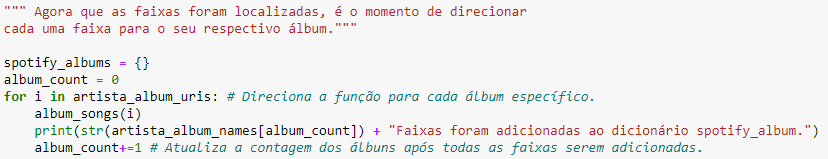 """ Agora que as faixas foram localizadas, é o momento de direcionar
cada uma faixa para o seu respectivo álbum."""
spotify_albums = {}
album_count = 0
for i in artista_album_uris: # Direciona a função para cada álbum específico.
    album_songs(i)
    print(str(artista_album_names[album_count]) + "Faixas foram adicionadas ao dicionário spotify_album.")
    album_count+=1 # Atualiza a contagem dos álbuns após todas as faixas serem adicionadas.